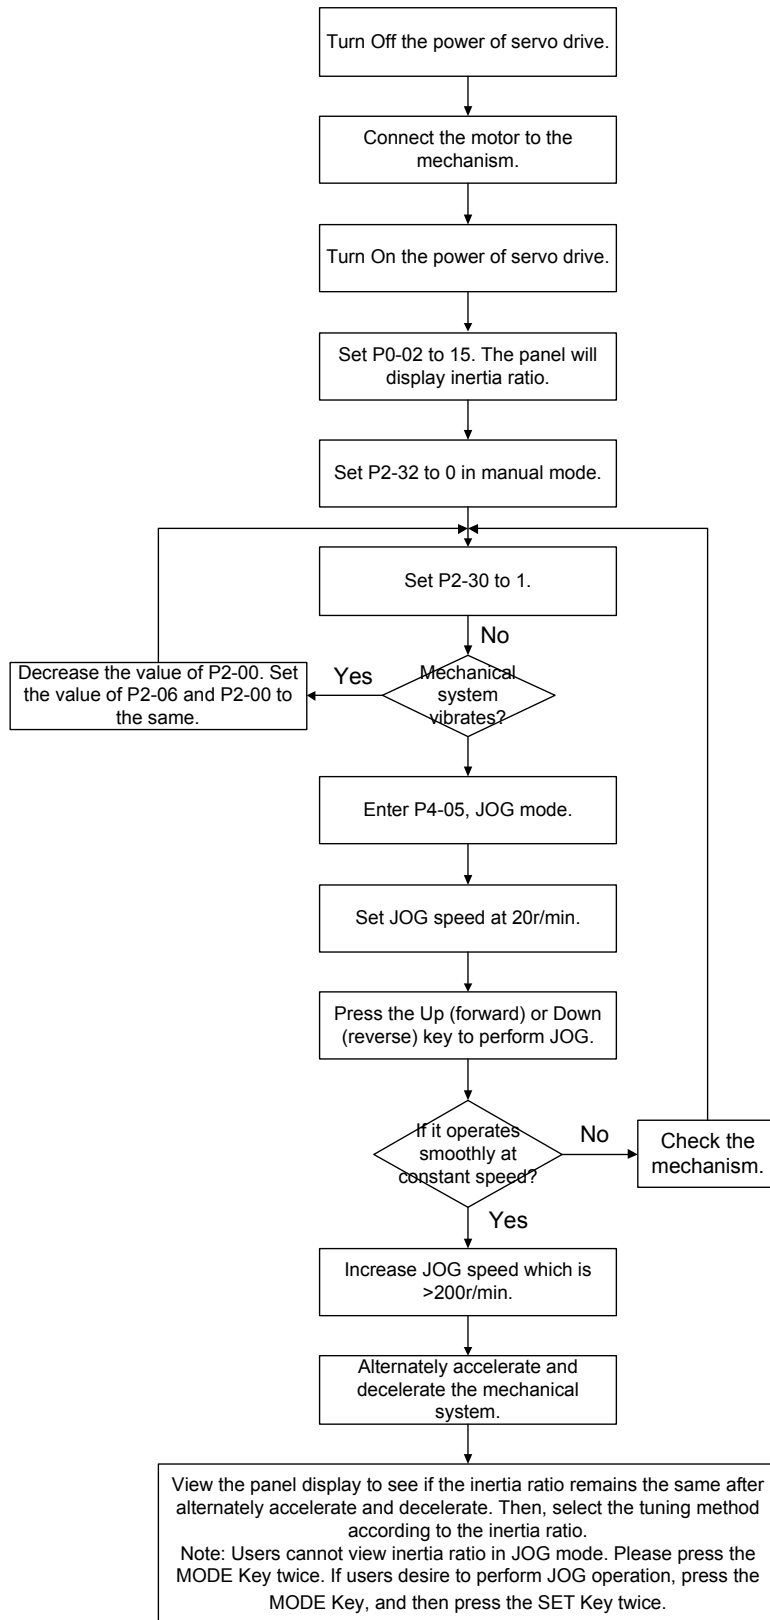 Turn Off the power of servo drive.
Connect the motor to the
mechanism.
Turn On the power of servo drive.
Set P0-02 to 15. The panel will
display inertia ratio.
Set P2-32 to 0 in manual mode.
Set P2-30 to 1.
No
Decrease the value of P2-00. Set
the value of P2-06 and P2-00 to
the same.
Yes
Mechanical
system
vibrates?
Enter P4-05, JOG mode.
Set JOG speed at 20r/min.
Press the Up (forward) or Down
(reverse) key to perform JOG.
If it operates
smoothly at
constant speed?
No
Check the
mechanism.
Yes
Increase JOG speed which is
>200r/min.
Alternately accelerate and
decelerate the mechanical
system.
View the panel display to see if the inertia ratio remains the same after
alternately accelerate and decelerate. Then, select the tuning method
according to the inertia ratio.
Note: Users cannot view inertia ratio in JOG mode. Please press the
MODE Key twice. If users desire to perform JOG operation, press the
MODE Key, and then press the SET Key twice.